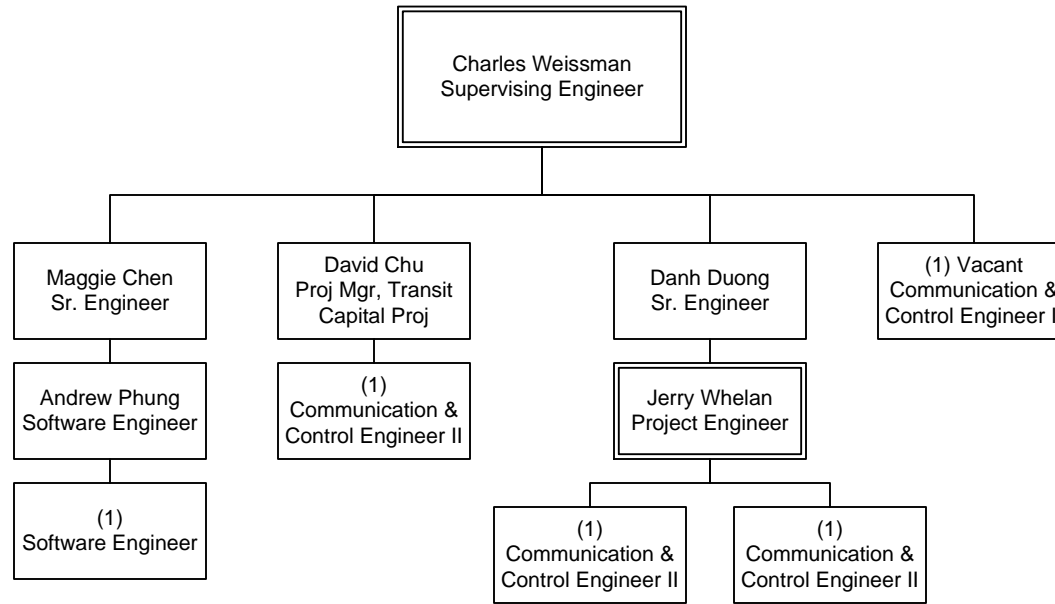 Charles Weissman
Supervising Engineer
Maggie Chen
Sr. Engineer
David Chu
Proj Mgr, Transit
Capital Proj
Danh Duong
Sr. Engineer
(1) Vacant
Communication &
Control Engineer I
Andrew Phung
Software Engineer
(1)
Communication &
Control Engineer II
Jerry Whelan
Project Engineer
(1)
Software Engineer
(1)
Communication &
Control Engineer II
(1)
Communication &
Control Engineer II